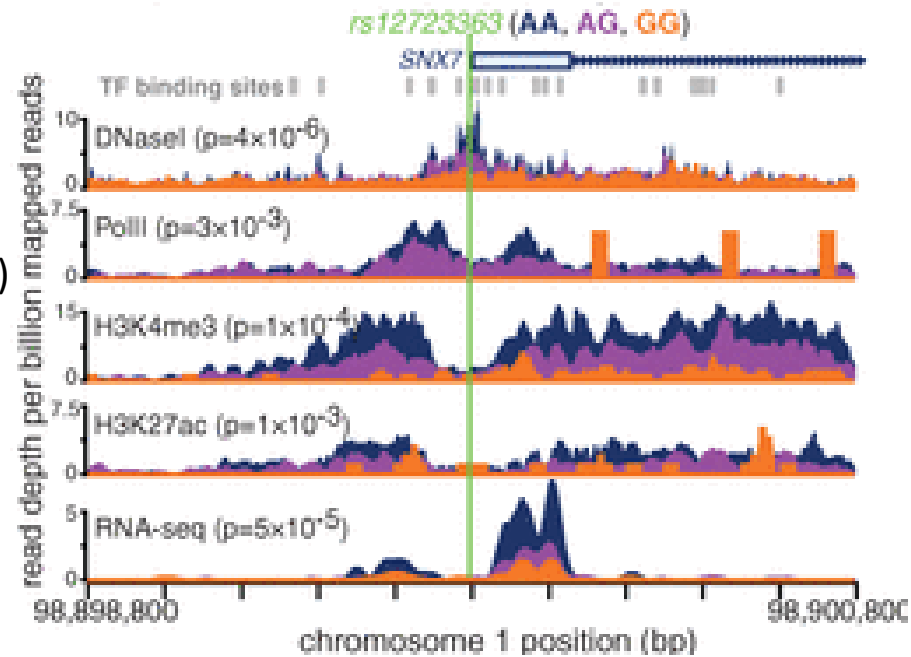 rs12723363 (AA, AG, GG)
SNX7
TF binding sites
read depth per billion mapped reads
)
10
0
DNaseI (p=4×10-6)
7.5
0
PolII (p=3×10-3)
15
0
H3K4me3 (p=1×10-4)
7.5
0
H3K27ac (p=1×10-3)
5
0
RNA-seq (p=5×10-5)
98,898,800
98,900,800
chromosome 1 position (bp)